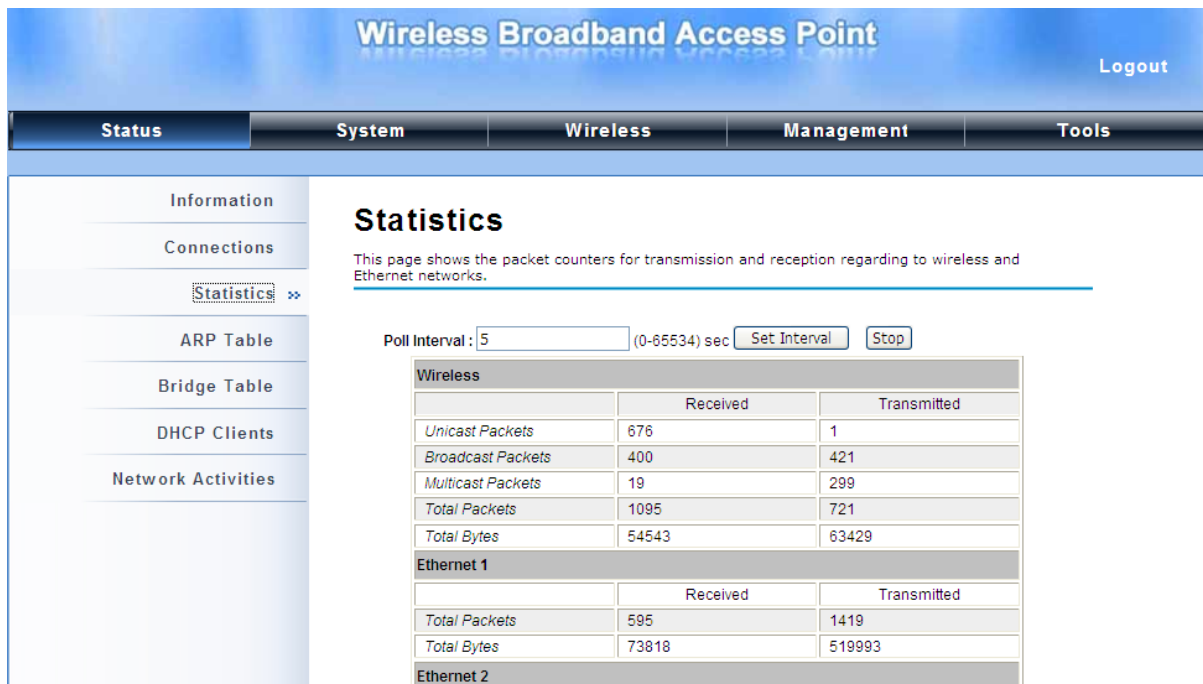 Wireless Broadband Access Point
Logout
Status System Wireless Management Tools
Information
Connections
Statistics »
ARP Table
Bridge Table
DHCP Clients
Network Activities
Statistics
This page shows the packet counters for transmission and reception regarding to wireless and
Ethernet networks.
Poll Interval : 5 (0-65534) sec Set Interval Stop
Wireless
Received Transmitted
Unicast Packets 676 1
Broadcast Packets 400 421
Multicast Packets 19 299
Total Packets 1095 721
Total Bytes 54543 63429
Ethernet 1
Received Transmitted
Total Packets 595 1419
Total Bytes 73818 519993
Ethernet 2